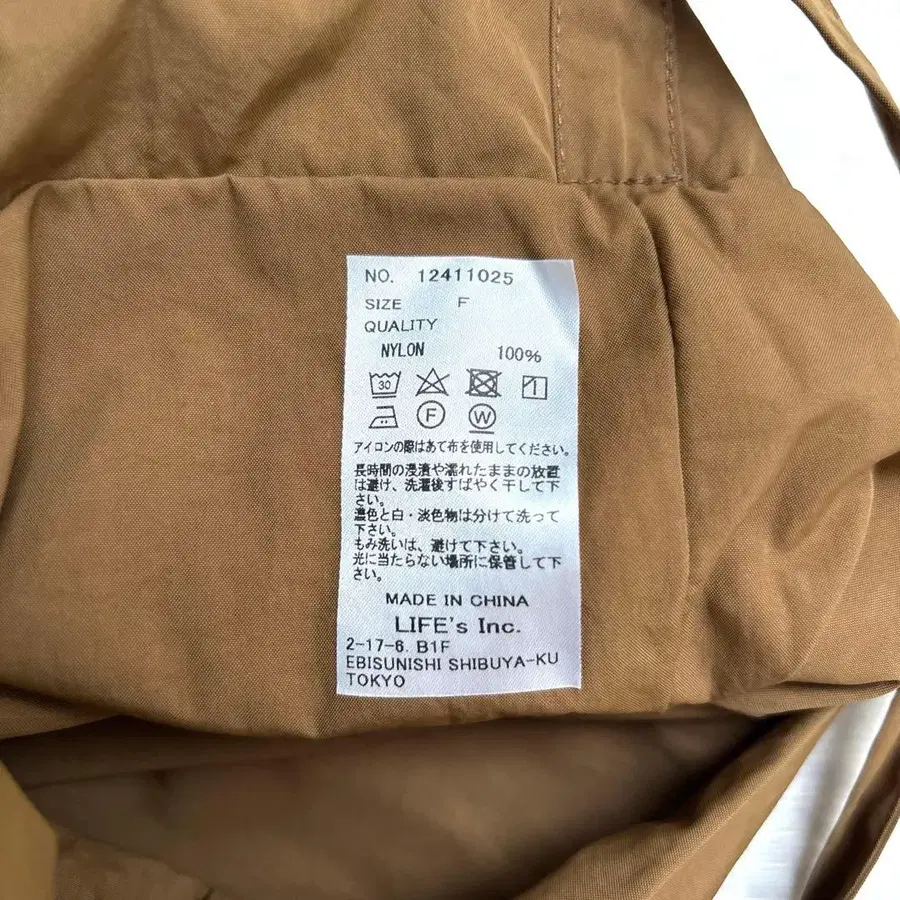 NO. 12411025
SIZE F
QUALITY
NYLON 100%
30
F W
アイロンの際はあて布を使用してください。
長時間の浸漬や濡れたままの放置
は避け、洗濯後すばやく干して下
さい。
濃色と白・淡色物は分けて洗って
下さい。
もみ洗いは、避けて下さい。
光に当たらない場所に保管して下
さい。
MADE IN CHINA
LIFE's Inc.
2-17-6. B1F
EBISUNISHI SHIBUYA-KU
TOKYO